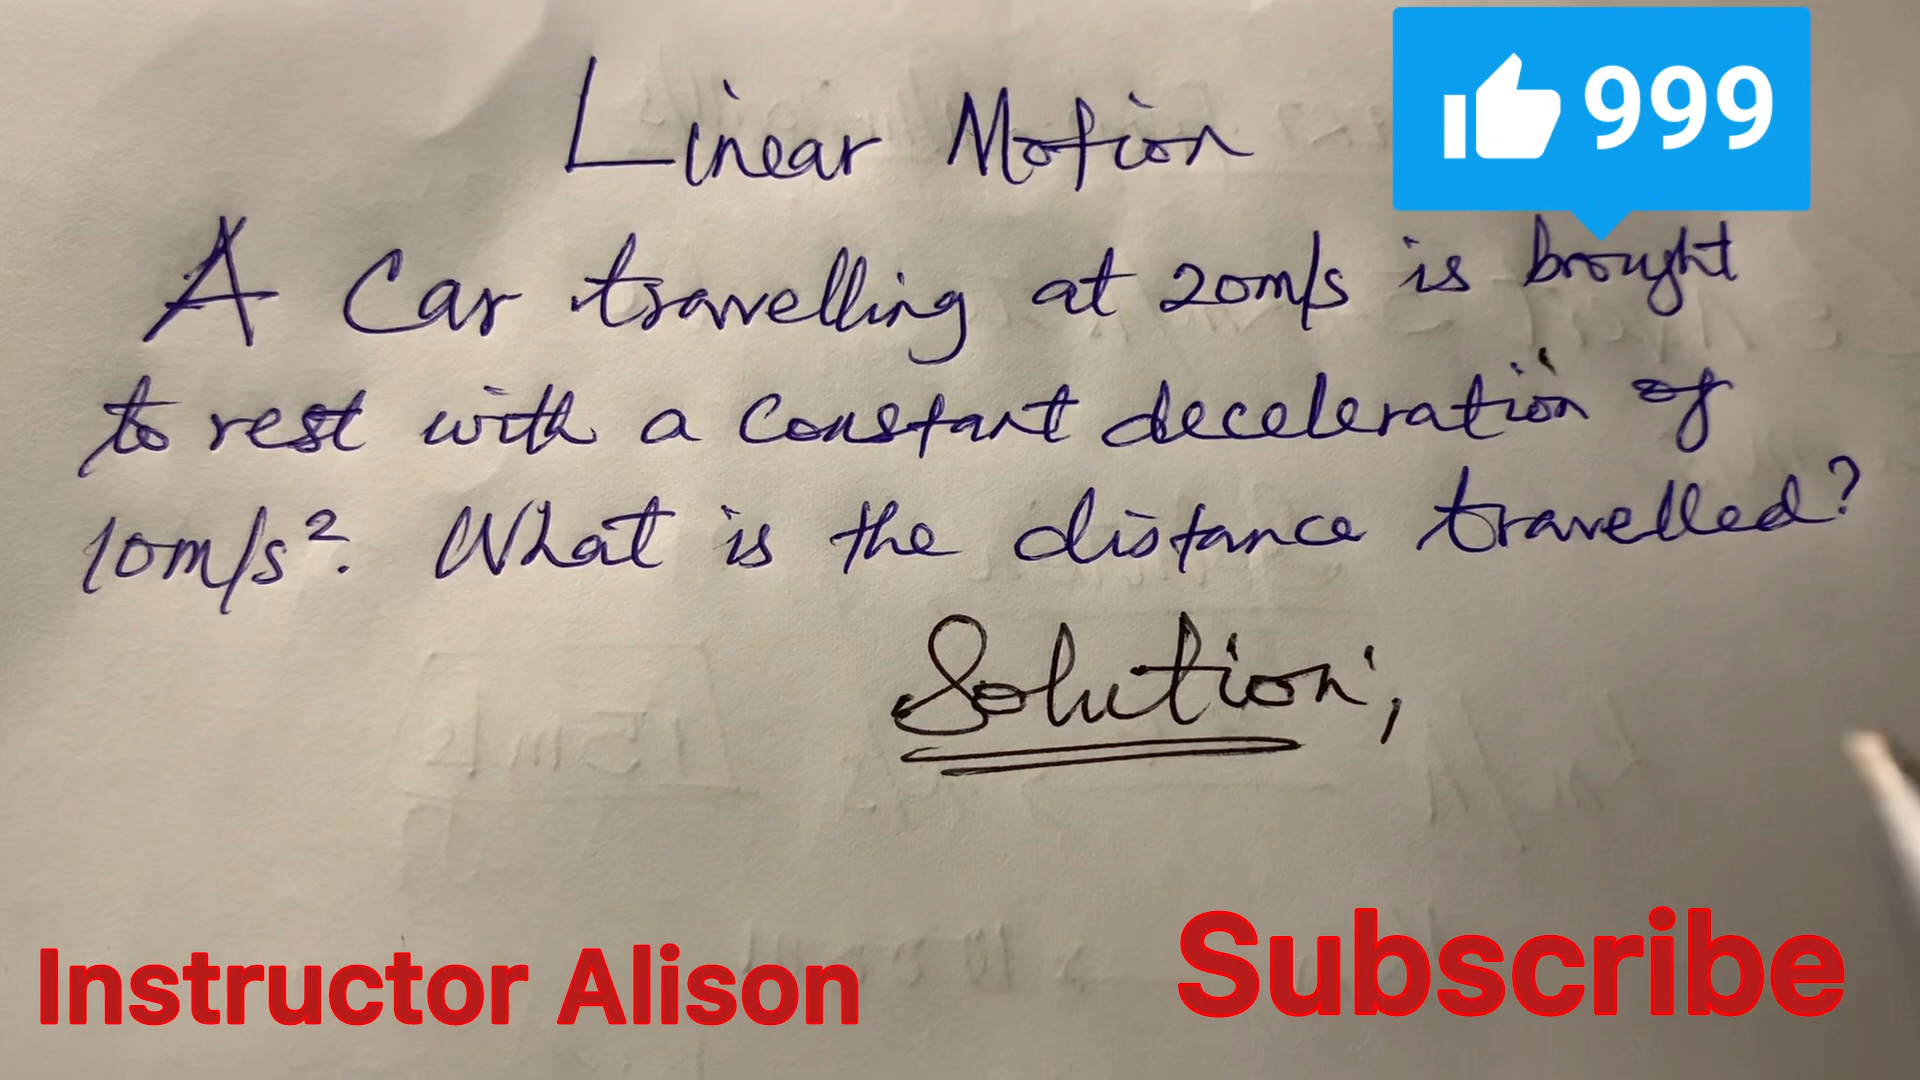 999
Linear Motion
A Car travelling at 20m/s is brought
to rest with a constant deceleration of
10m/s². What is the distance travelled?
Solution;
Instructor Alison
Subscribe